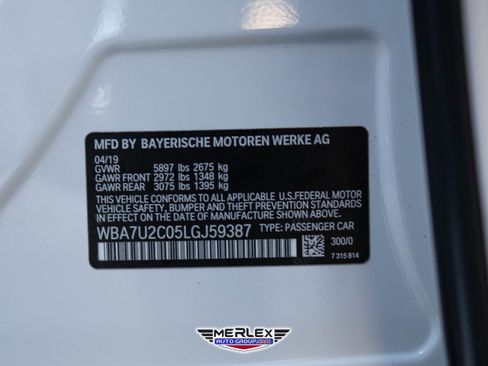 MFD BY BAYERISCHE MOTOREN WERKE AG
04/19
GVWR 5897 lbs 2675 kg
GAWR FRONT 2972 lbs 1348 kg
GAWR REAR 3075 lbs 1395 kg
THIS VEHICLE CONFORMS TO ALL APPLICABLE U.S.FEDERAL MOTOR
VEHICLE SAFETY, BUMPER AND THEFT PREVENTION STANDARDS
IN EFFECT ON THE DATE OF MANUFACTURE SHOWN ABOVE.
WBA7U2C05LGJ59387 TYPE: PASSENGER CAR
300/0
7 315 814
MERLEX
AUTO GROUP.com